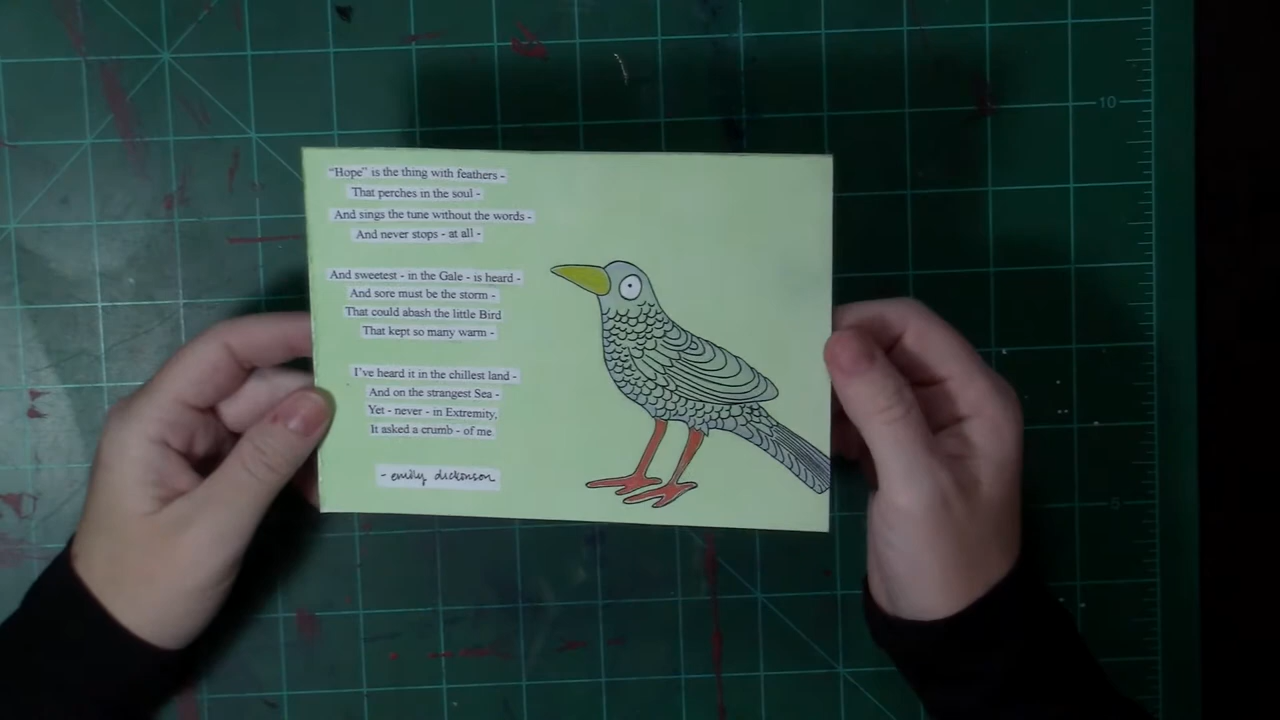 “Hope” is the thing with feathers -
That perches in the soul -
And sings the tune without the words -
And never stops - at all -
And sweetest - in the Gale - is heard -
And sore must be the storm -
That could abash the little Bird
That kept so many warm -
I’ve heard it in the chillest land -
And on the strangest Sea -
Yet - never - in Extremity,
It asked a crumb - of me
- emily dickinson
10
5